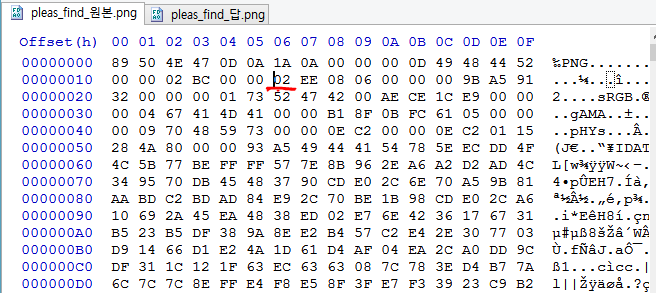 pleas_find_원본.png pleas_find_답.png
Offset(h) 00 01 02 03 04 05 06 07 08 09 0A 0B 0C 0D 0E 0F
00000000 89 50 4E 47 0D 0A 1A 0A 00 00 00 0D 49 48 44 52 ‰PNG........IHDR
00000010 00 00 02 BC 00 00 02 EE 08 06 00 00 00 9B A5 91 ...¼...î.....›¥‘
00000020 32 00 00 00 01 73 52 47 42 00 AE CE 1C E9 00 00 2....sRGB.®Î.é..
00000030 00 04 67 41 4D 41 00 00 B1 8F 0B FC 61 05 00 00 ..gAMA..±..üa...
00000040 00 09 70 48 59 73 00 00 0E C2 00 00 0E C2 01 15 ..pHYs...Â...Â..
00000050 28 4A 80 00 00 93 A5 49 44 41 54 78 5E EC DD 4F (J€..“¥IDATx^ìÝO
00000060 4C 5B 77 BE FF FF 57 7E 8B 96 2E A6 A2 D2 AD 4C L[w¾ÿÿW~‹–.
00000070 34 95 70 DB 45 48 37 90 CD E0 2C 6E 70 A5 9B 81 4•pÛEH7.Íà,
00000080 AA BD C2 BD AD 84 E9 2C 70 BE 1B 98 CD E0 2C A6 ª½Â½.„é,p¾.
00000090 10 69 2A 45 EA 48 38 ED 02 E7 6E 42 36 17 67 31 .i*EêH8í.ç
000000A0 B5 23 B5 DF 38 9A 8E E2 B4 57 C2 E4 2E 30 77 03 µ#µß8šŽâ´W
000000B0 D9 14 66 D1 E2 4A 1D 61 D4 AF 04 EA 2C A0 DD 9C Ù.fÑâJ.aÔ¯.
000000C0 DF 31 1C 12 1F 63 EC 63 63 08 7C 78 3E D4 B7 7A ß1...cìcc.|
000000D0 6C 7C 7C 8E FF E4 F8 E5 8F 3F E7 F3 39 23 C9 B2 l||Žÿäøå.?ç